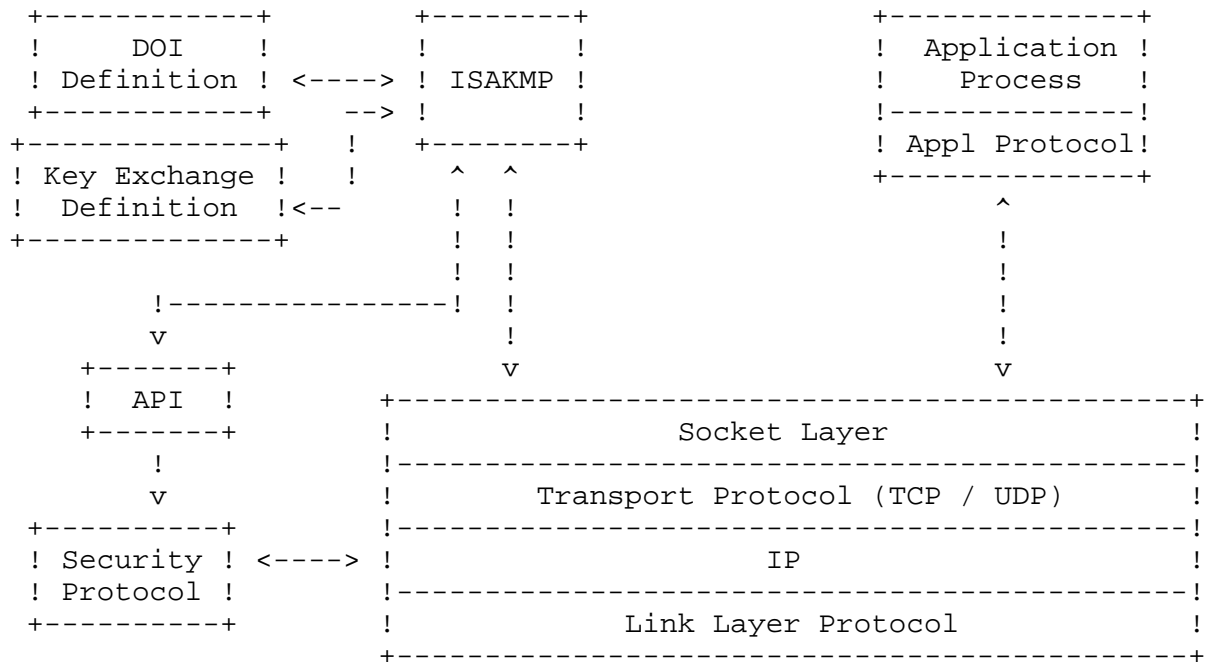 DOI
Definition <----> ISAKMP
-->
Key Exchange
Definition <--
Application
Process
Appl Protocol
API
Socket Layer
Transport Protocol (TCP / UDP)
Security <----> IP
Protocol
Link Layer Protocol